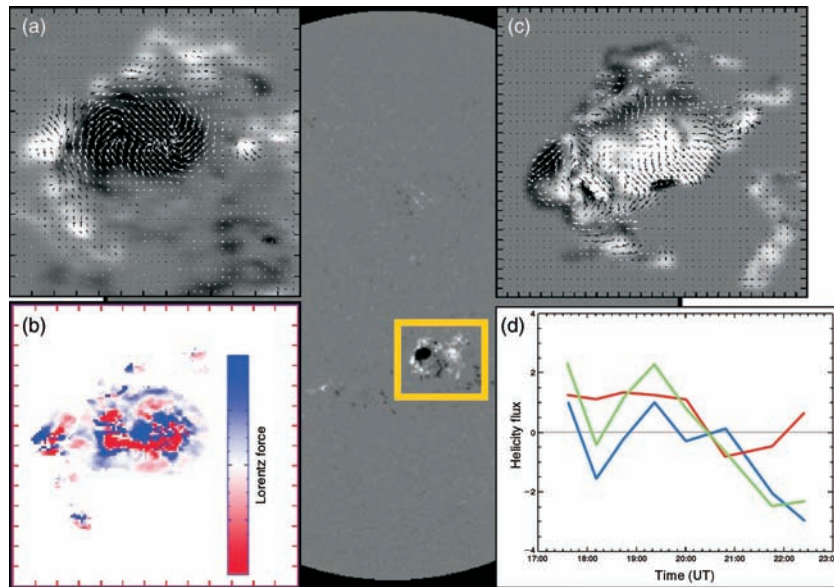 (a)
(c)
(b)
Lorentz force
(d)
4
2
0
−2
−4
Helicity flux
17:00
18:00
19:00
20:00
21:00
22:00
23:00
Time (UT)